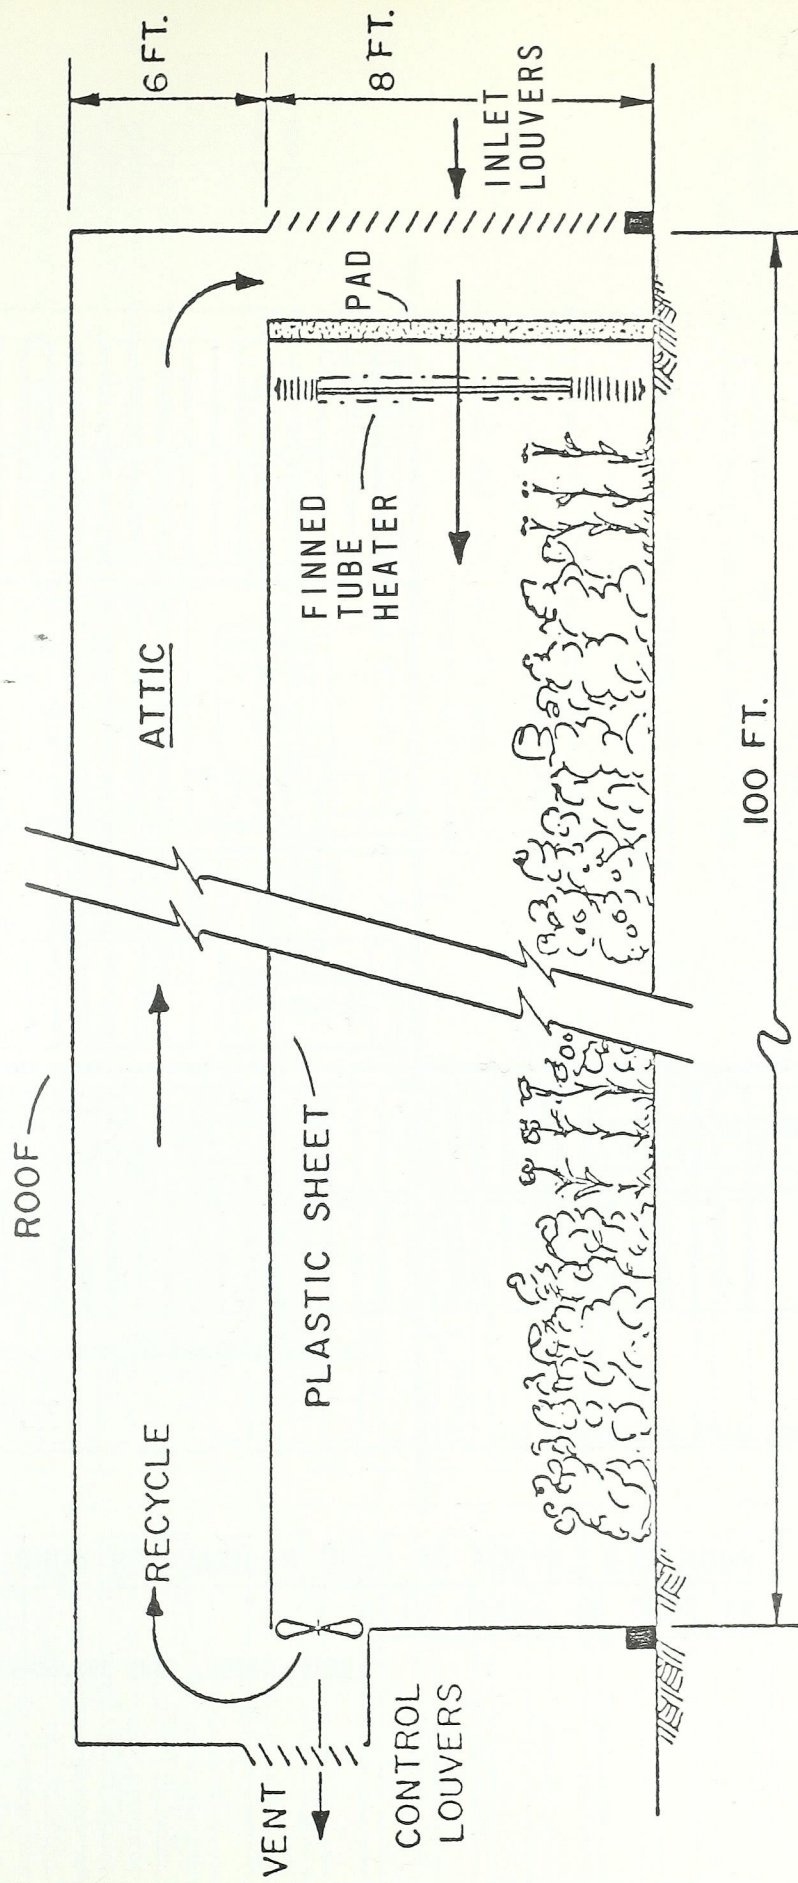 ROOF
6 FT.
ATTIC
RECYCLE
8 FT.
PAD
INLET
LOUVERS
FINNED
TUBE
HEATER
PLASTIC SHEET
VENT
CONTROL
LOUVERS
100 FT.